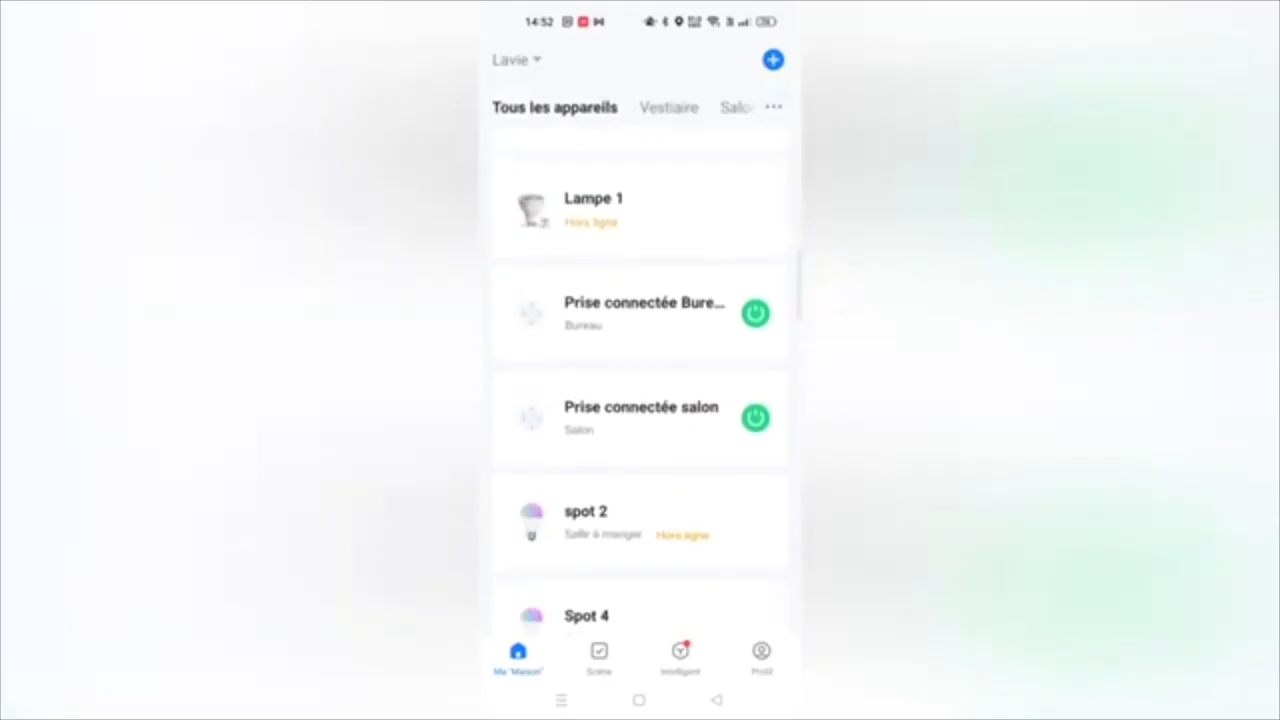 14:52
Lavie
Tous les appareils Vestiaire Salo ...
Lampe 1
Hors ligne
Prise connectée Bure...
Bureau
Prise connectée salon
Salon
spot 2
Salle à manger Hors ligne
Spot 4
Ma "Maison" Scène Intelligent Profil